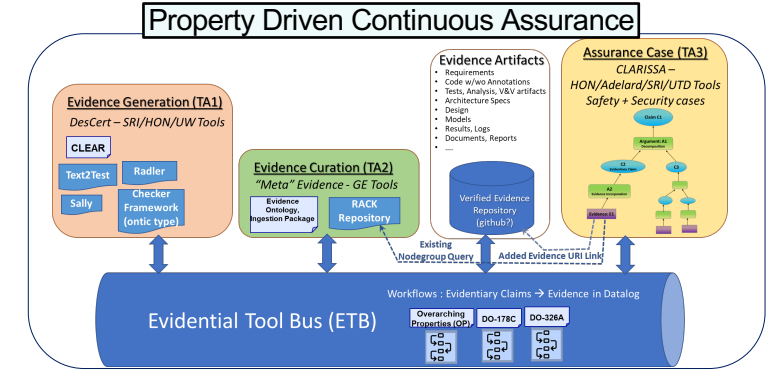 Property Driven Continuous Assurance
Evidence Generation (TA1)
DesCert – SRI/HON/UW Tools
CLEAR
Text2Test
Radler
Sally
Checker
Framework
(ontic type)
Evidence Curation (TA2)
"Meta" Evidence - GE Tools
Evidence
Ontology,
Ingestion Package
RACK
Repository
Evidence Artifacts
• Requirements
• Code w/wo Annotations
• Tests, Analysis, V&V artifacts
• Architecture Specs
• Design
• Models
• Results, Logs
• Documents, Reports
• ....
Verified Evidence
Repository
(github?)
Assurance Case (TA3)
CLARISSA –
HON/Adelard/SRI/UTD Tools
Safety + Security cases
Claim C1
Argument: A1
Decomposition
C2
Evidentiary Claim
C3
A2
Evidence Incorporation
Evidence: E1
Existing
Nodegroup Query
Added Evidence URI Link
Workflows : Evidentiary Claims → Evidence in Datalog
Evidential Tool Bus (ETB)
Overarching
Properties (OP)
DO-178C
DO-326A